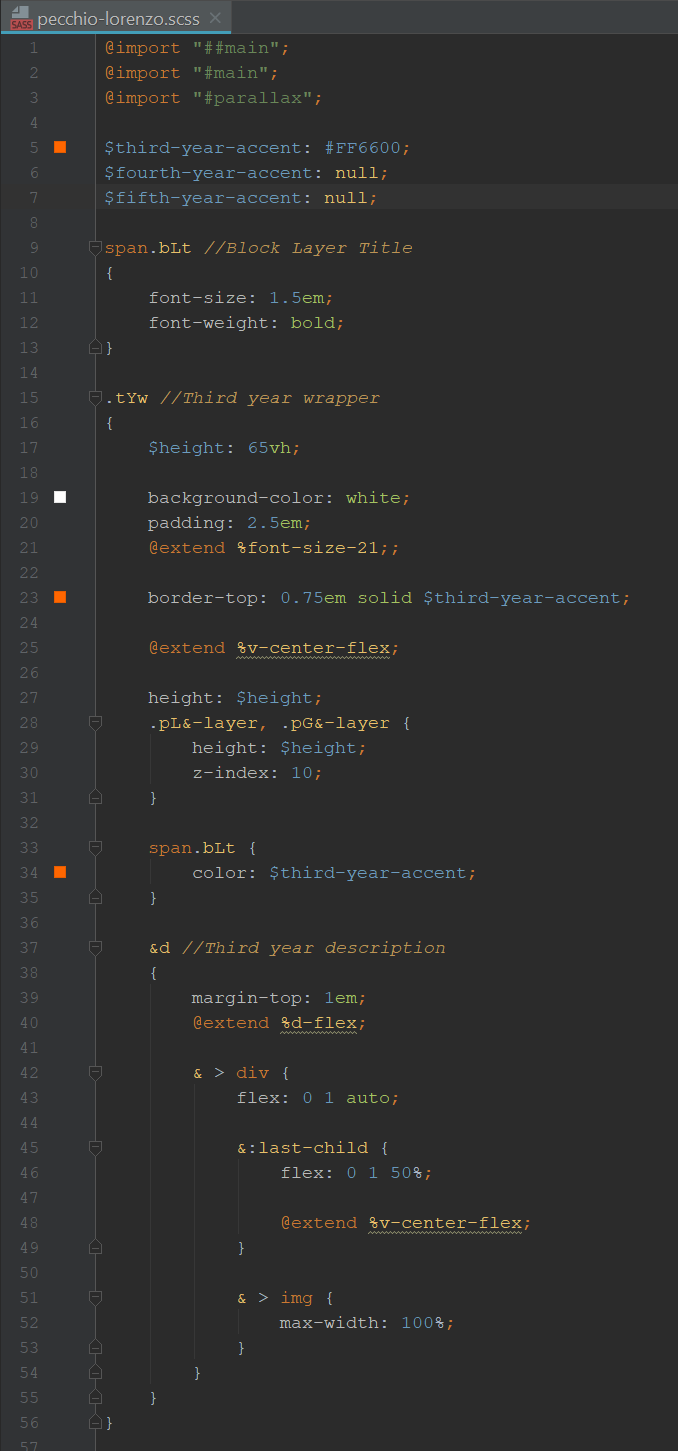 pecchio-lorenzo.scss
SASS
1 @import "##main";
2 @import "#main";
3 @import "#parallax";
4
5 $third-year-accent: #FF6600;
6 $fourth-year-accent: null;
7 $fifth-year-accent: null;
8
9 span.bLt //Block Layer Title
10 {
11     font-size: 1.5em;
12     font-weight: bold;
13 }
14
15 .tYw //Third year wrapper
16 {
17     $height: 65vh;
18
19     background-color: white;
20     padding: 2.5em;
21     @extend %font-size-21;;
22
23     border-top: 0.75em solid $third-year-accent;
24
25     @extend %v-center-flex;
26
27     height: $height;
28     .pL&-layer, .pG&-layer {
29         height: $height;
30         z-index: 10;
31     }
32
33     span.bLt {
34         color: $third-year-accent;
35     }
36
37     &d //Third year description
38     {
39         margin-top: 1em;
40         @extend %d-flex;
41
42         & > div {
43             flex: 0 1 auto;
44
45             &:last-child {
46                 flex: 0 1 50%;
47
48                 @extend %v-center-flex;
49             }
50
51             & > img {
52                 max-width: 100%;
53             }
54         }
55     }
56 }
57